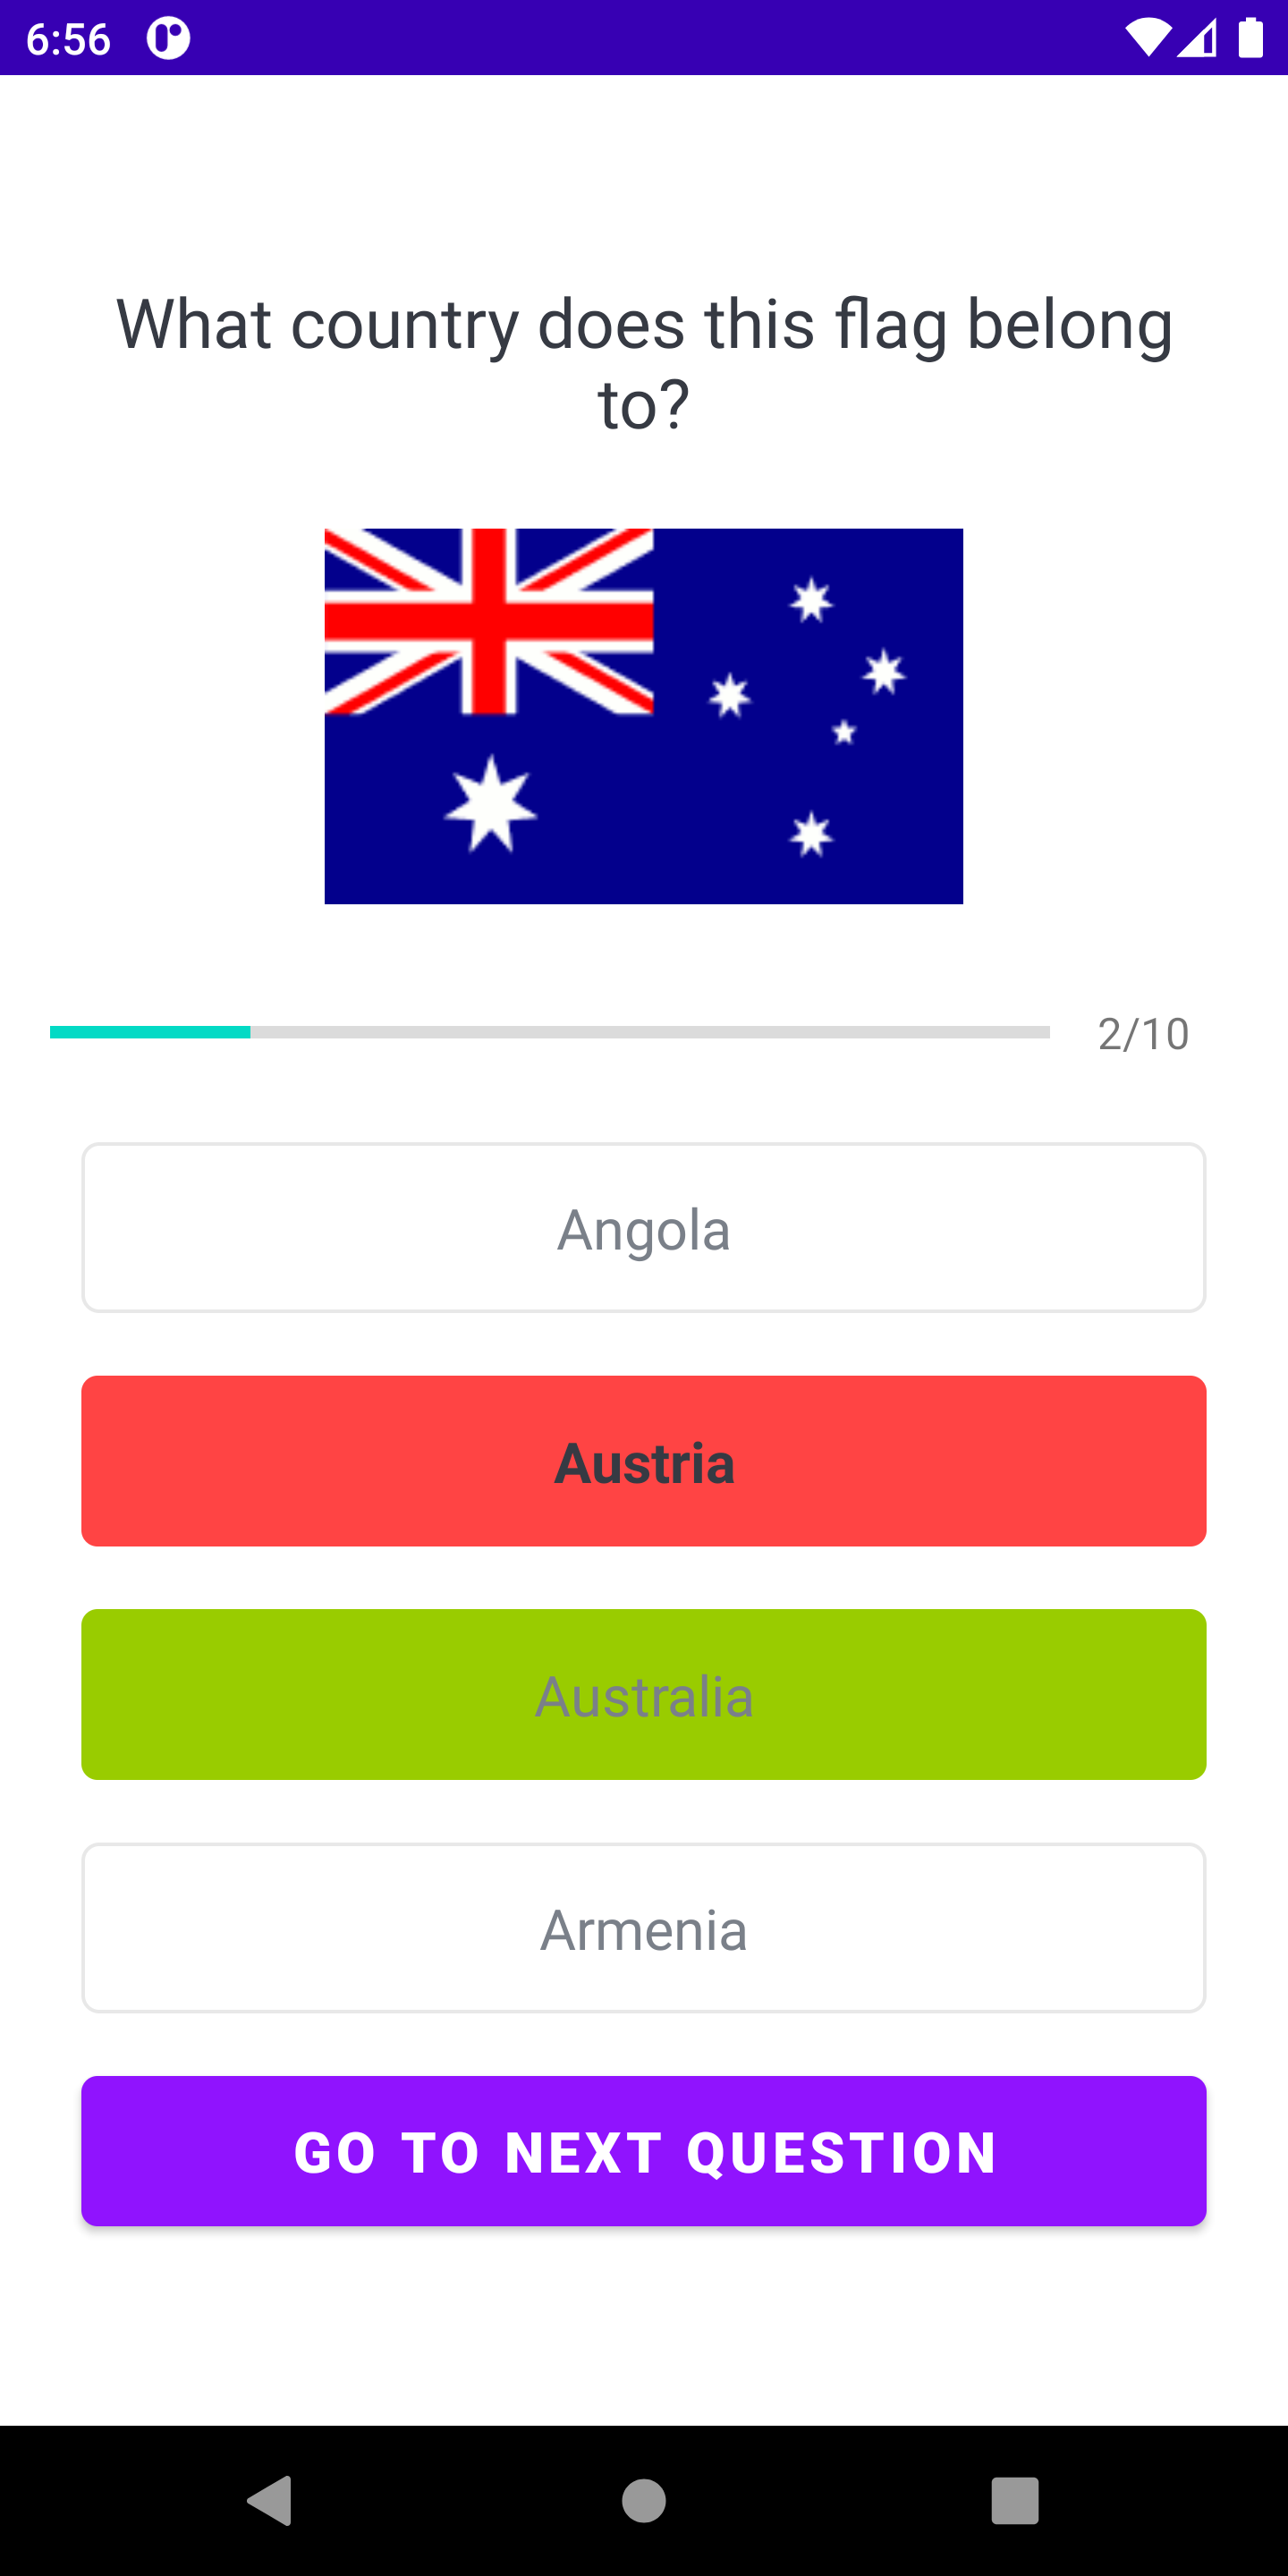 6:56
What country does this flag belong
to?
2/10
Angola
Austria
Australia
Armenia
GO TO NEXT QUESTION